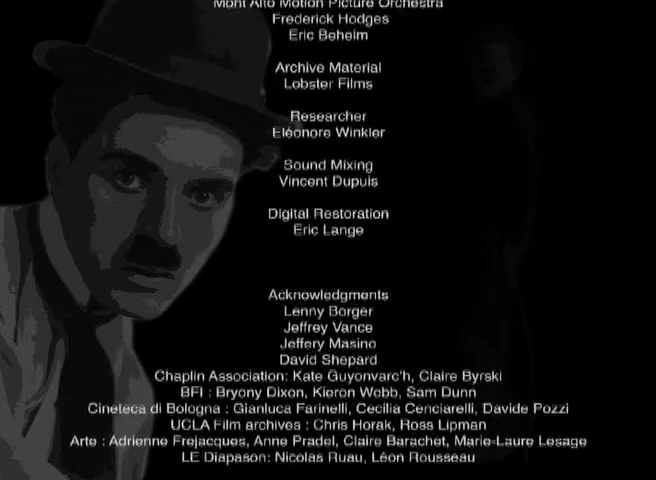 Mont Alto Motion Picture Orchestra
Frederick Hodges
Eric Beheim
Archive Material
Lobster Films
Researcher
Eléonore Winkler
Sound Mixing
Vincent Dupuis
Digital Restoration
Eric Lange
Acknowledgments
Lenny Borger
Jeffrey Vance
Jeffery Masino
David Shepard
Chaplin Association: Kate Guyonvarc'h, Claire Byrski
BFI : Bryony Dixon, Kieron Webb, Sam Dunn
Cineteca di Bologna : Gianluca Farinelli, Cecilia Cenciarelli, Davide Pozzi
UCLA Film archives : Chris Horak, Ross Lipman
Arte : Adrienne Frejacques, Anne Pradel, Claire Barachet, Marie-Laure Lesage
LE Diapason: Nicolas Ruau, Léon Rousseau